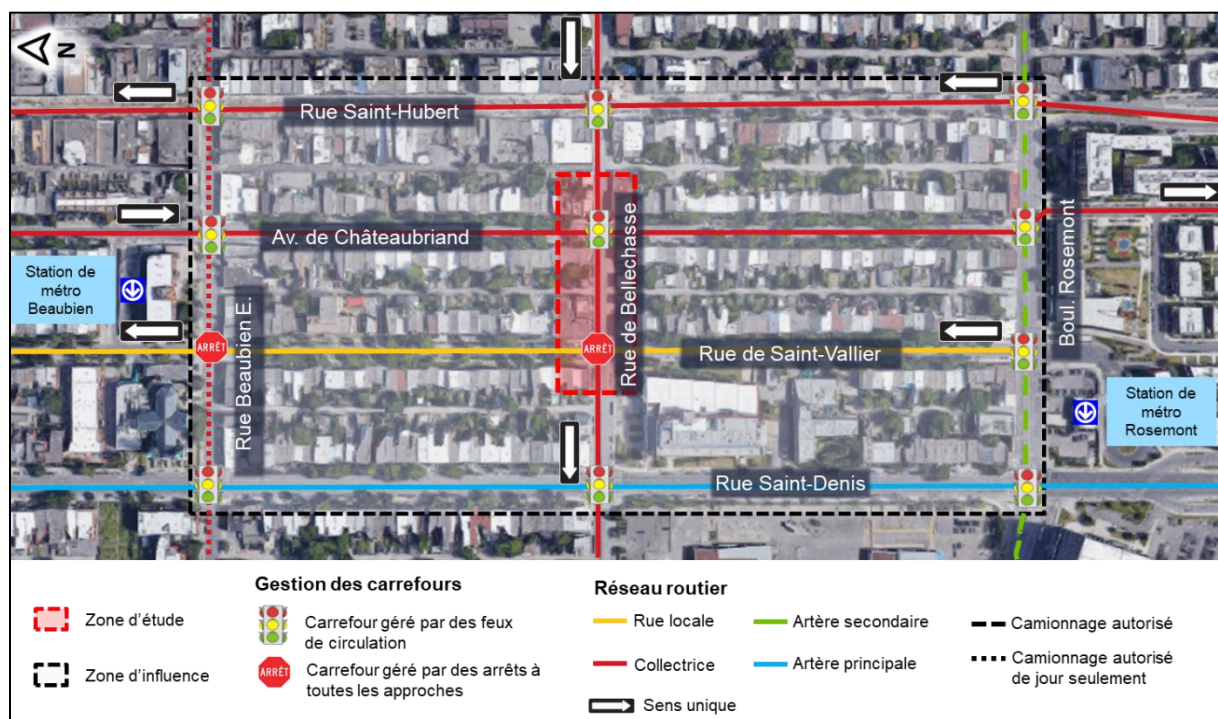 N
Rue Saint-Hubert
Av. de Châteaubriand
Rue de Bellechasse
Boul. Rosemont
Station de
métro
Beaubien
Rue Beaubien E.
ARRÊT
ARRÊT
Rue de Saint-Vallier
Station de
métro
Rosemont
Rue Saint-Denis
Gestion des carrefours
Réseau routier
Zone d'étude
Carrefour géré par des feux
de circulation
Rue locale
Artère secondaire
Camionnage autorisé
Zone d'influence
ARRÊT
Carrefour géré par des arrêts à
toutes les approches
Collectrice
Artère principale
Camionnage autorisé
de jour seulement
Sens unique